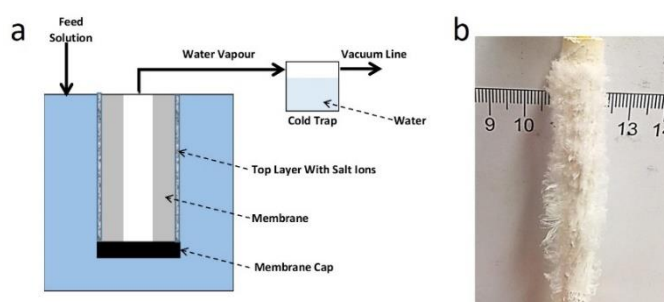 a
Feed
Solution
Water Vapour
Vacuum Line
Cold Trap
Water
Top Layer With Salt Ions
Membrane
Membrane Cap
b
9 10 13